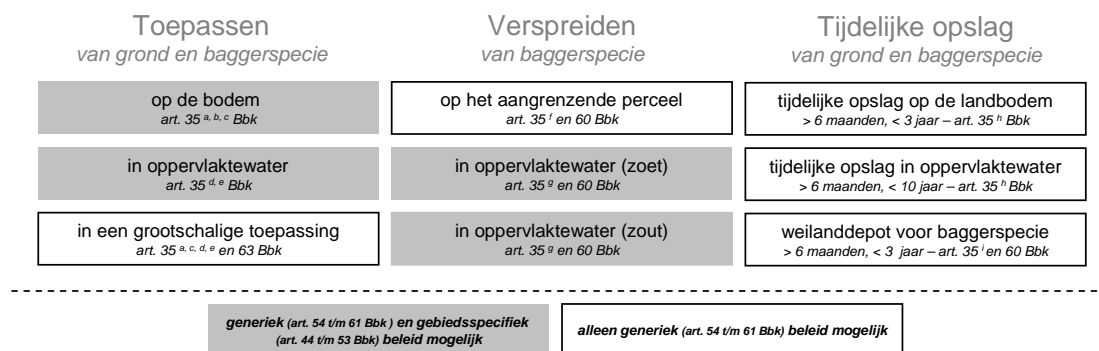 Toepassen
van grond en baggerspecie
op de bodem
art. 35 a, b, c Bbk
in oppervlaktewater
art. 35 d, e Bbk
in een grootschalige toepassing
art. 35 a, c, d, e en 63 Bbk
Verspreiden
van baggerspecie
op het aangrenzende perceel
art. 35 f en 60 Bbk
in oppervlaktewater (zoet)
art. 35 g en 60 Bbk
in oppervlaktewater (zout)
art. 35 g en 60 Bbk
Tijdelijke opslag
van grond en baggerspecie
tijdelijke opslag op de landbodem
> 6 maanden, < 3 jaar – art. 35 h Bbk
tijdelijke opslag in oppervlaktewater
> 6 maanden, < 10 jaar – art. 35 h Bbk
weilanddepot voor baggerspecie
> 6 maanden, < 3 jaar – art. 35 i en 60 Bbk
generiek (art. 54 t/m 61 Bbk ) en gebiedsspecifiek
(art. 44 t/m 53 Bbk) beleid mogelijk
alleen generiek (art. 54 t/m 61 Bbk) beleid mogelijk